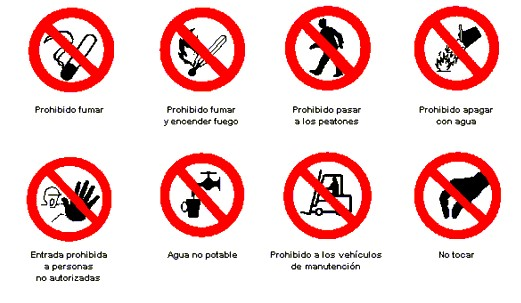 Prohibido fumar
Prohibido fumar
y encender fuego
Prohibido pasar
a los peatones
Prohibido apagar
con agua
Entrada prohibida
a personas
no autorizadas
Agua no potable
Prohibido a los vehículos
de manutención
No tocar